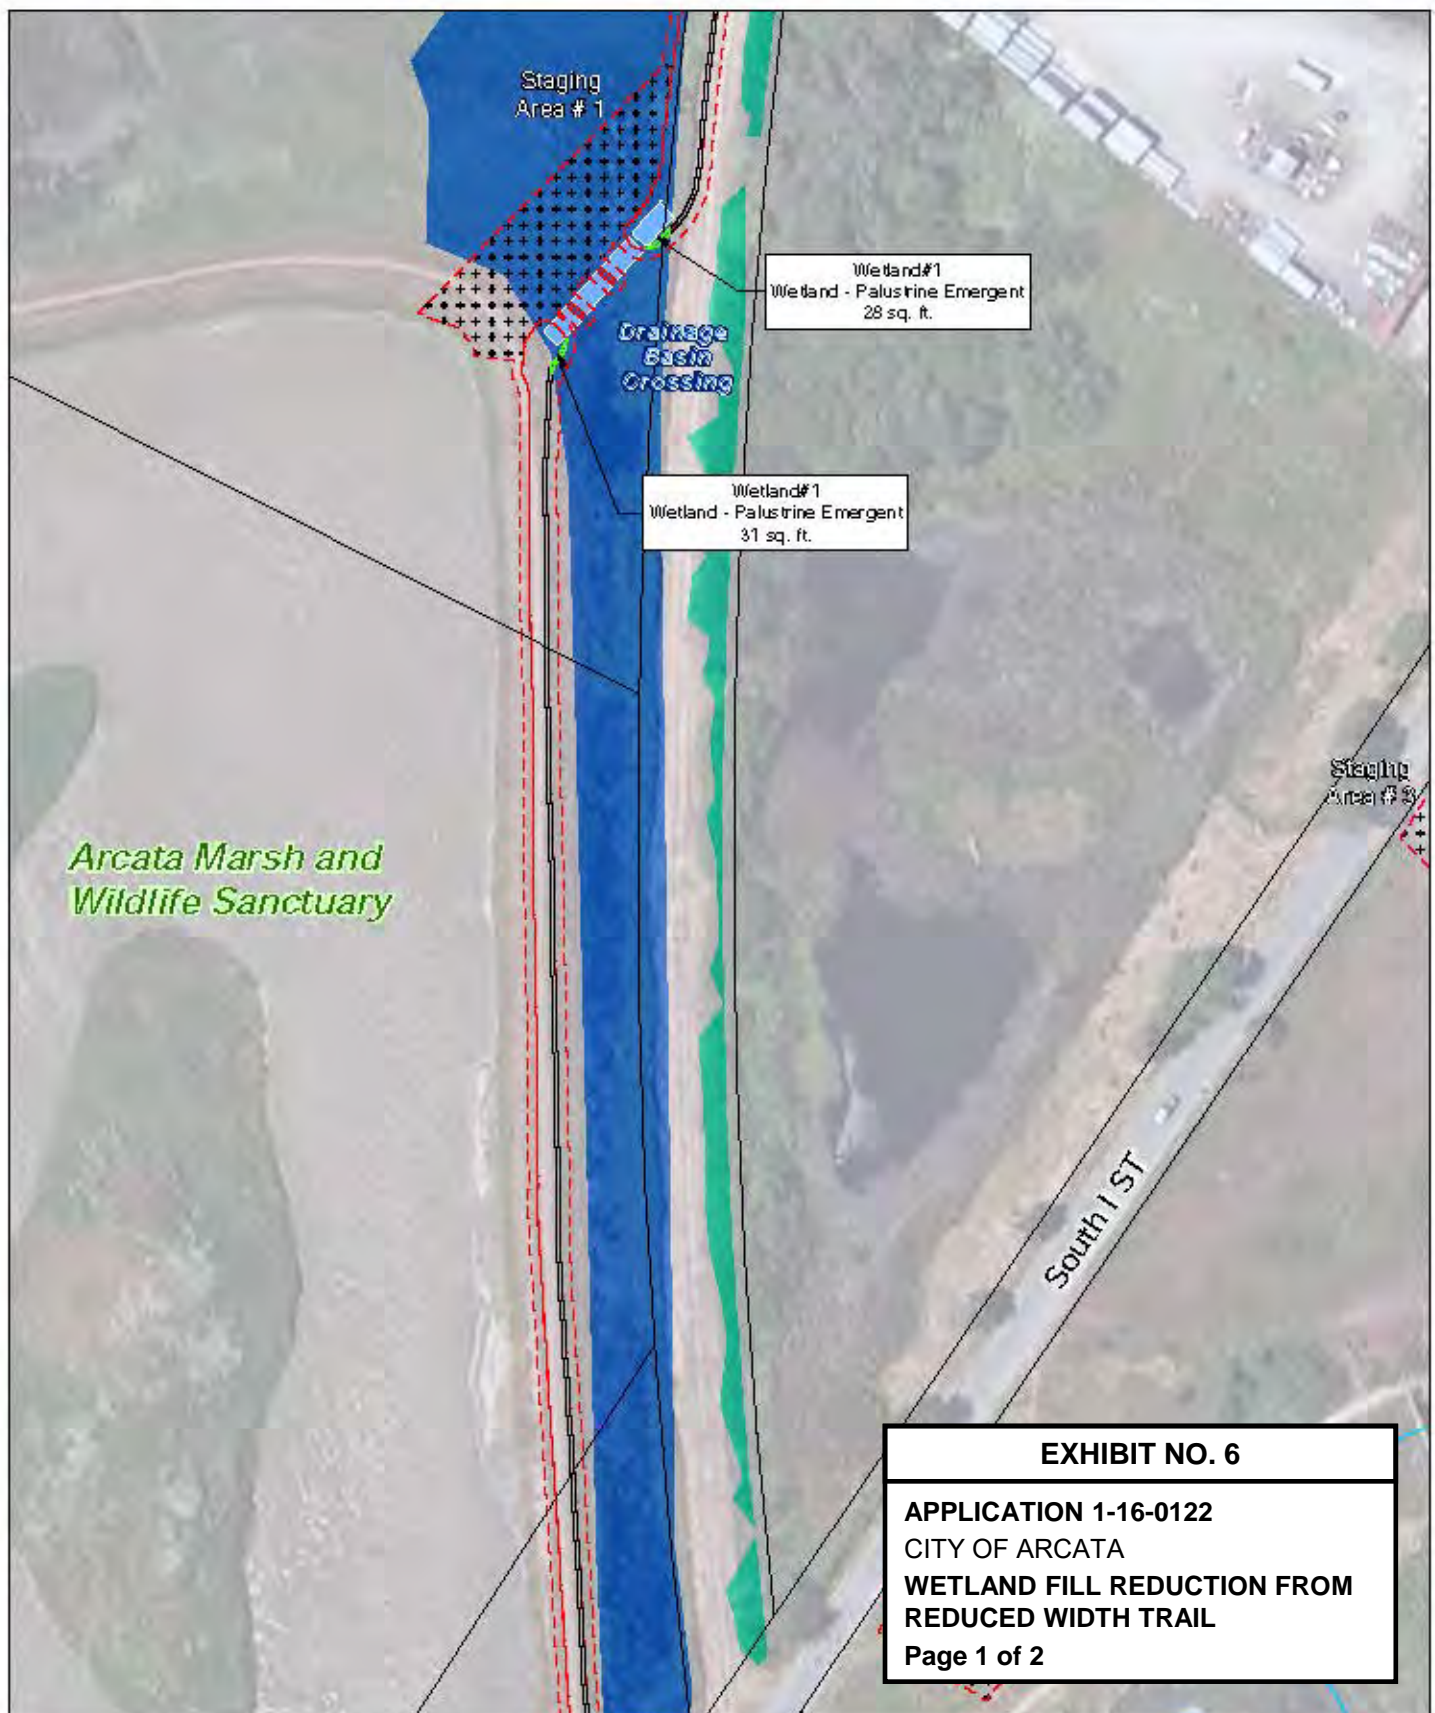 Staging
Area # 1
Wetland#1
Wetland - Palustrine Emergent
28 sq. ft.
Drainage
Basin
Crossing
Wetland#1
Wetland - Palustrine Emergent
31 sq. ft.
Staging
Area # 3
Arcata Marsh and
Wildlife Sanctuary
South I ST
EXHIBIT NO. 6
APPLICATION 1-16-0122
CITY OF ARCATA
WETLAND FILL REDUCTION FROM
REDUCED WIDTH TRAIL
Page 1 of 2